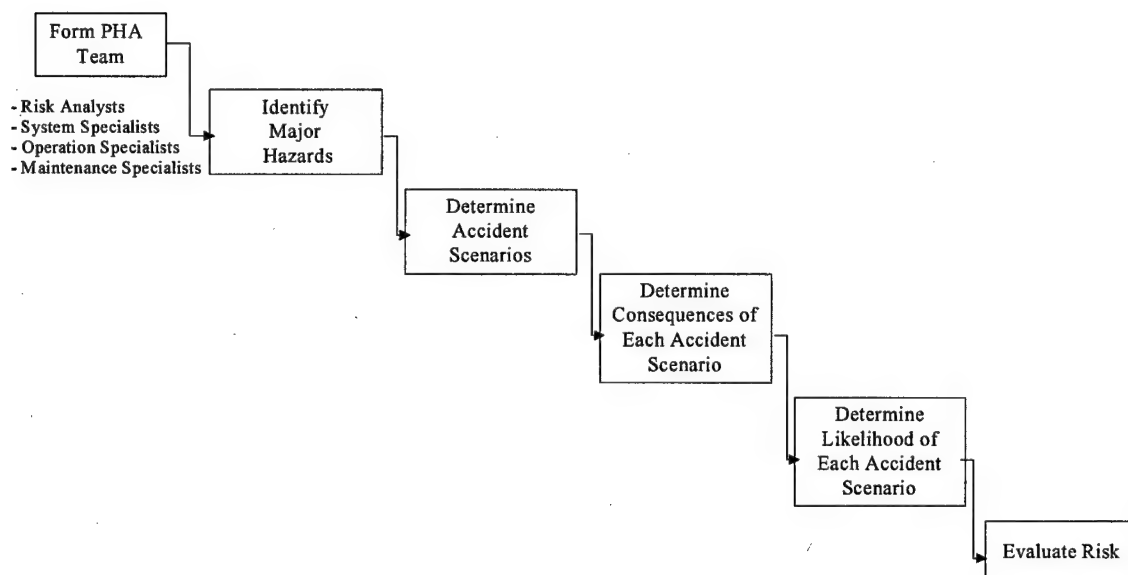 Form PHA
Team
- Risk Analysts
- System Specialists
- Operation Specialists
- Maintenance Specialists
Identify
Major
Hazards
Determine
Accident
Scenarios
Determine
Consequences of
Each Accident
Scenario
Determine
Likelihood of
Each Accident
Scenario
Evaluate Risk